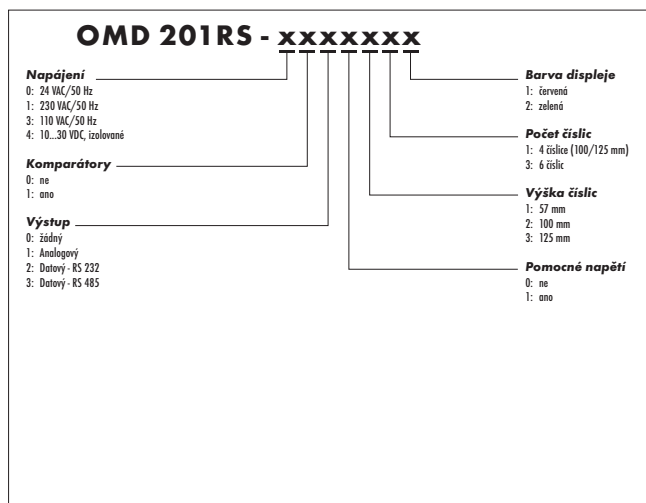 OMD 201RS - x x x x x x x
Napájení
0: 24 VAC/50 Hz
1: 230 VAC/50 Hz
3: 110 VAC/50 Hz
4: 10...30 VDC, izolované
Komparátory
0: ne
1: ano
Výstup
0: žádný
1: Analogový
2: Datový - RS 232
3: Datový - RS 485
Barva displeje
1: červená
2: zelená
Počet číslic
1: 4 číslice (100/125 mm)
3: 6 číslic
Výška číslic
1: 57 mm
2: 100 mm
3: 125 mm
Pomocné napětí
0: ne
1: ano